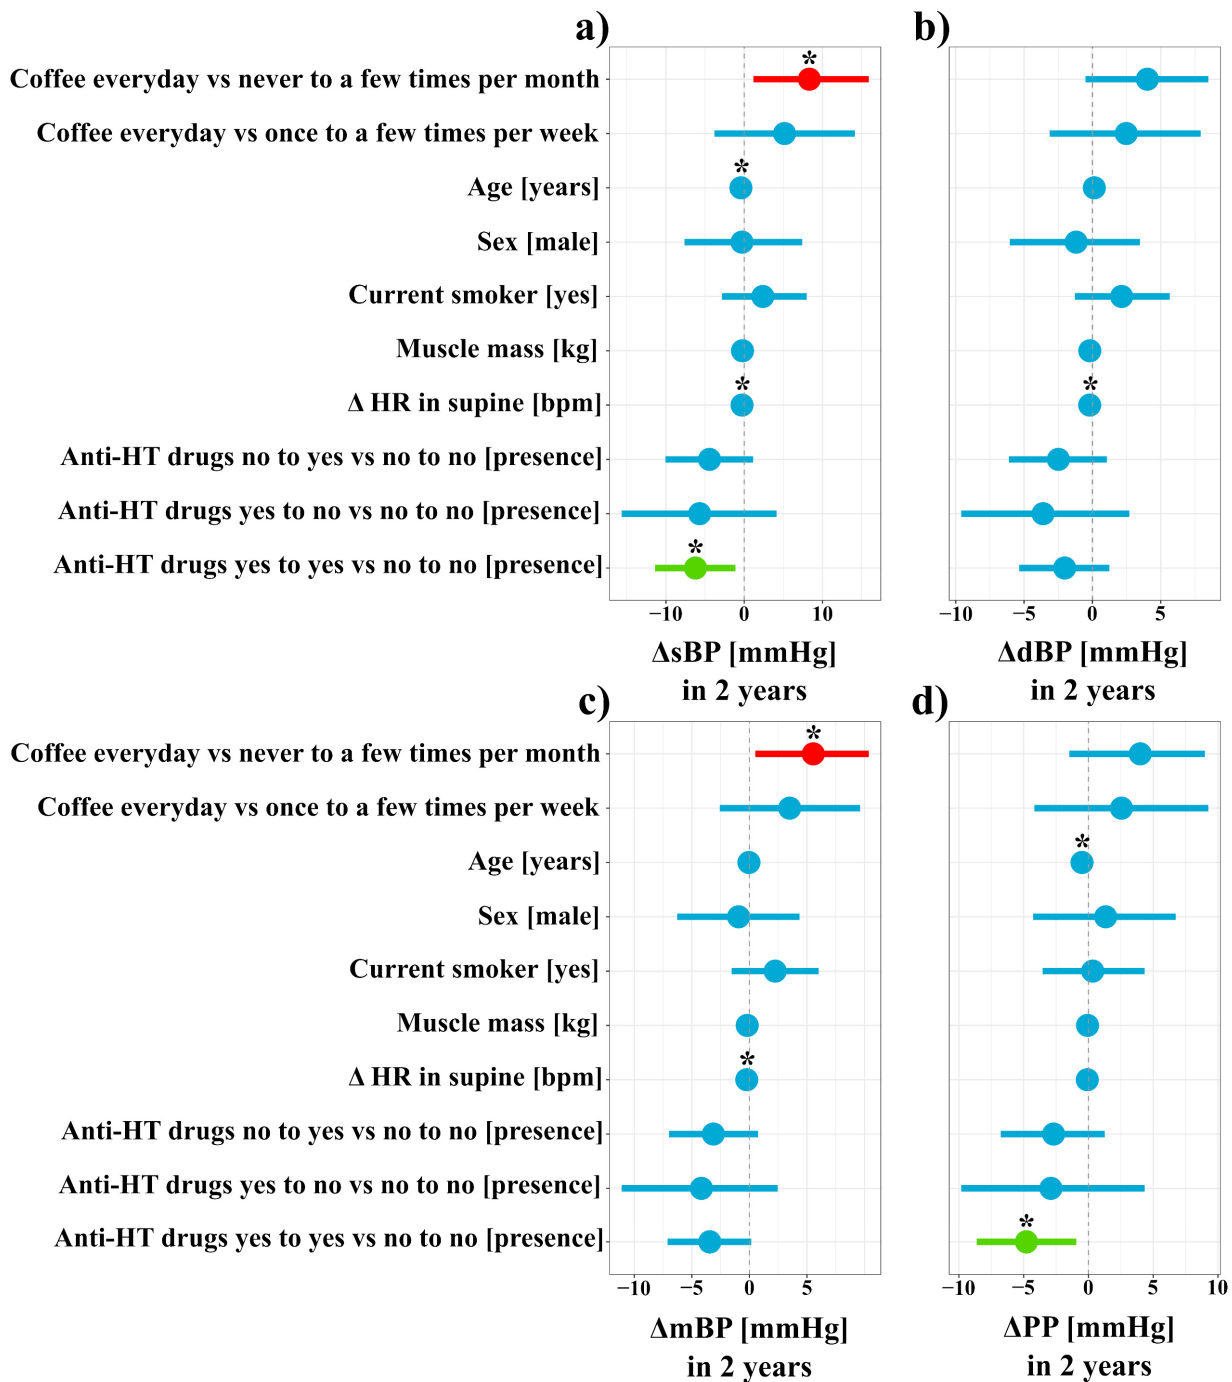 a)
b)
Coffee everyday vs never to a few times per month
*
Coffee everyday vs once to a few times per week
*
Age [years]
Sex [male]
Current smoker [yes]
Muscle mass [kg]
* *
Δ HR in supine [bpm]
Anti-HT drugs no to yes vs no to no [presence]
Anti-HT drugs yes to no vs no to no [presence]
*
Anti-HT drugs yes to yes vs no to no [presence]
−10 0 10
−10 −5 0 5
ΔsBP [mmHg]
in 2 years
ΔdBP [mmHg]
in 2 years
c)
d)
*
Coffee everyday vs never to a few times per month
Coffee everyday vs once to a few times per week
*
Age [years]
Sex [male]
Current smoker [yes]
Muscle mass [kg]
*
Δ HR in supine [bpm]
Anti-HT drugs no to yes vs no to no [presence]
Anti-HT drugs yes to no vs no to no [presence]
*
Anti-HT drugs yes to yes vs no to no [presence]
−10 −5 0 5
−10 −5 0 5 10
ΔmBP [mmHg]
in 2 years
ΔPP [mmHg]
in 2 years